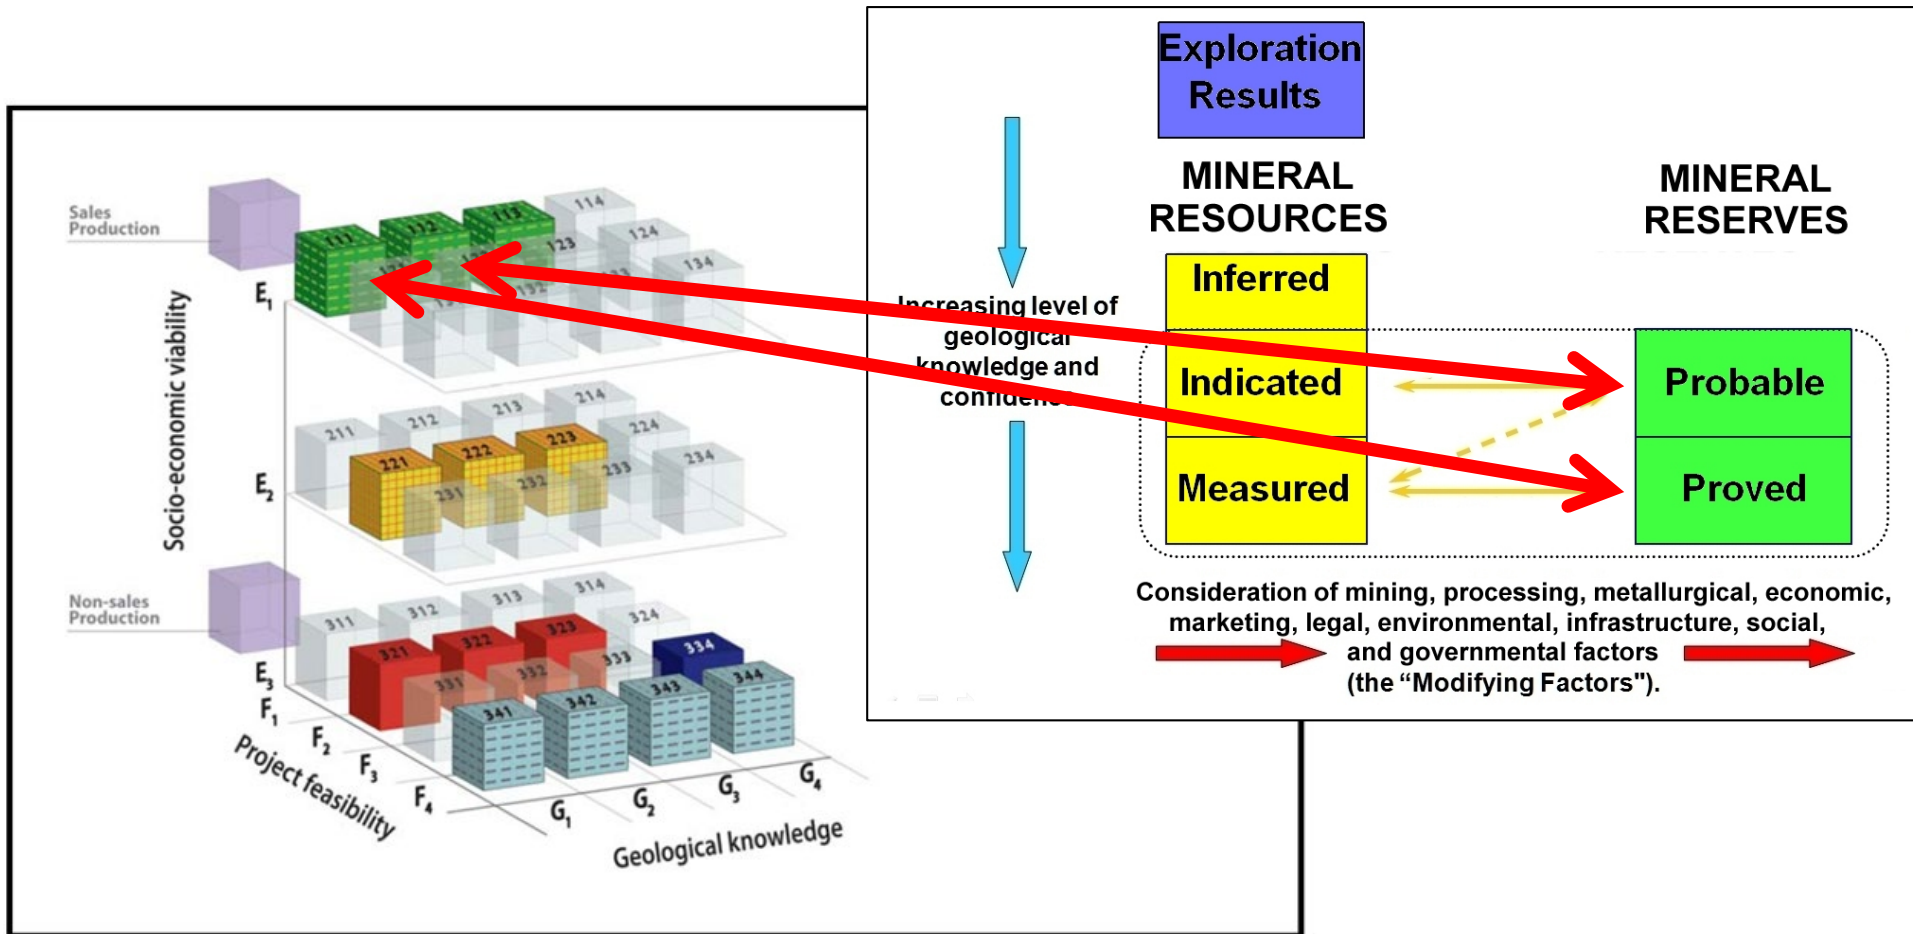 Exploration
Results
MINERAL
RESOURCES
MINERAL
RESERVES
Inferred
Indicated
Measured
Probable
Proved
Increasing level of
geological
knowledge and
Consideration of mining, processing, metallurgical, economic,
marketing, legal, environmental, infrastructure, social,
and governmental factors
(the “Modifying Factors").
Sales
Production
Non-sales
Production
Socio-economic viability
E1
E2
E3
F1
F2
F3
F4
Project feasibility
G1
G2
G3
G4
Geological knowledge
111
112
113
114
121
123
124
132
134
211
212
213
214
221
222
223
224
231
232
233
234
311
312
313
314
321
322
323
324
331
332
333
334
341
342
343
344